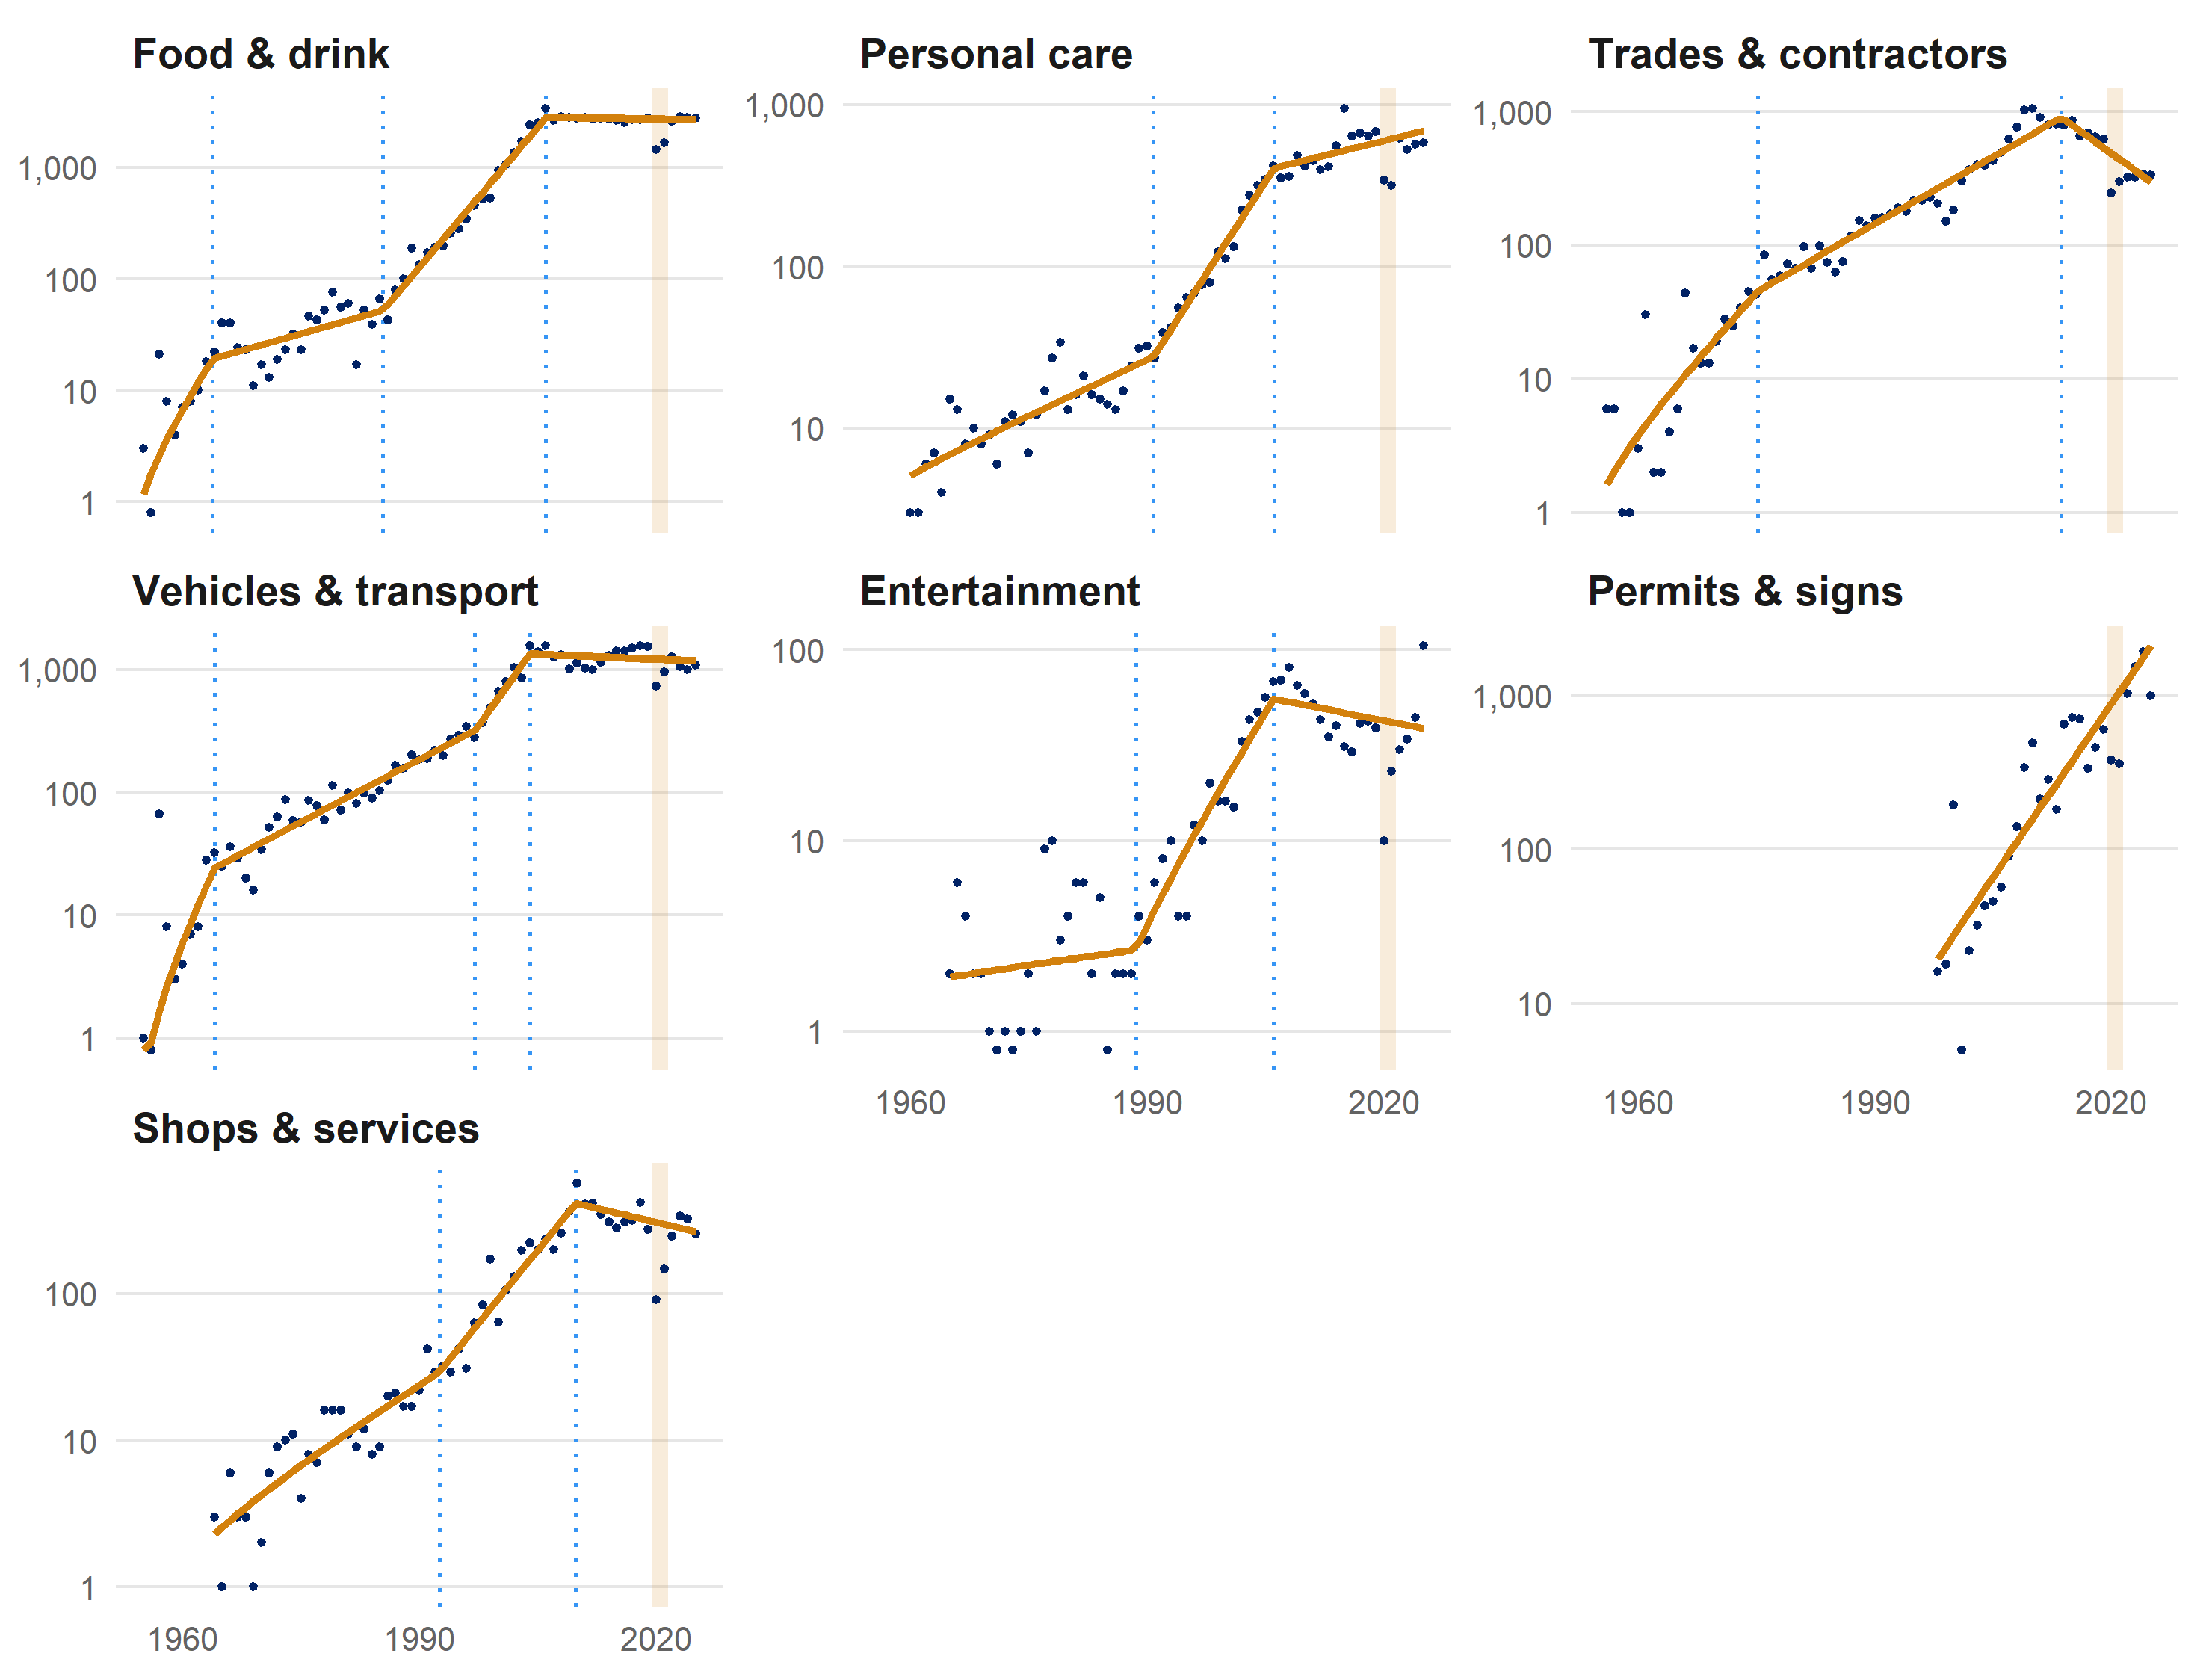 Food & drink
Personal care
Trades & contractors
1,000
100
10
1
1,000
100
10
1,000
100
10
1
Vehicles & transport
Entertainment
Permits & signs
1,000
100
10
1
100
10
1
1,000
100
10
1960 1990 2020
1960 1990 2020
Shops & services
100
10
1
1960 1990 2020